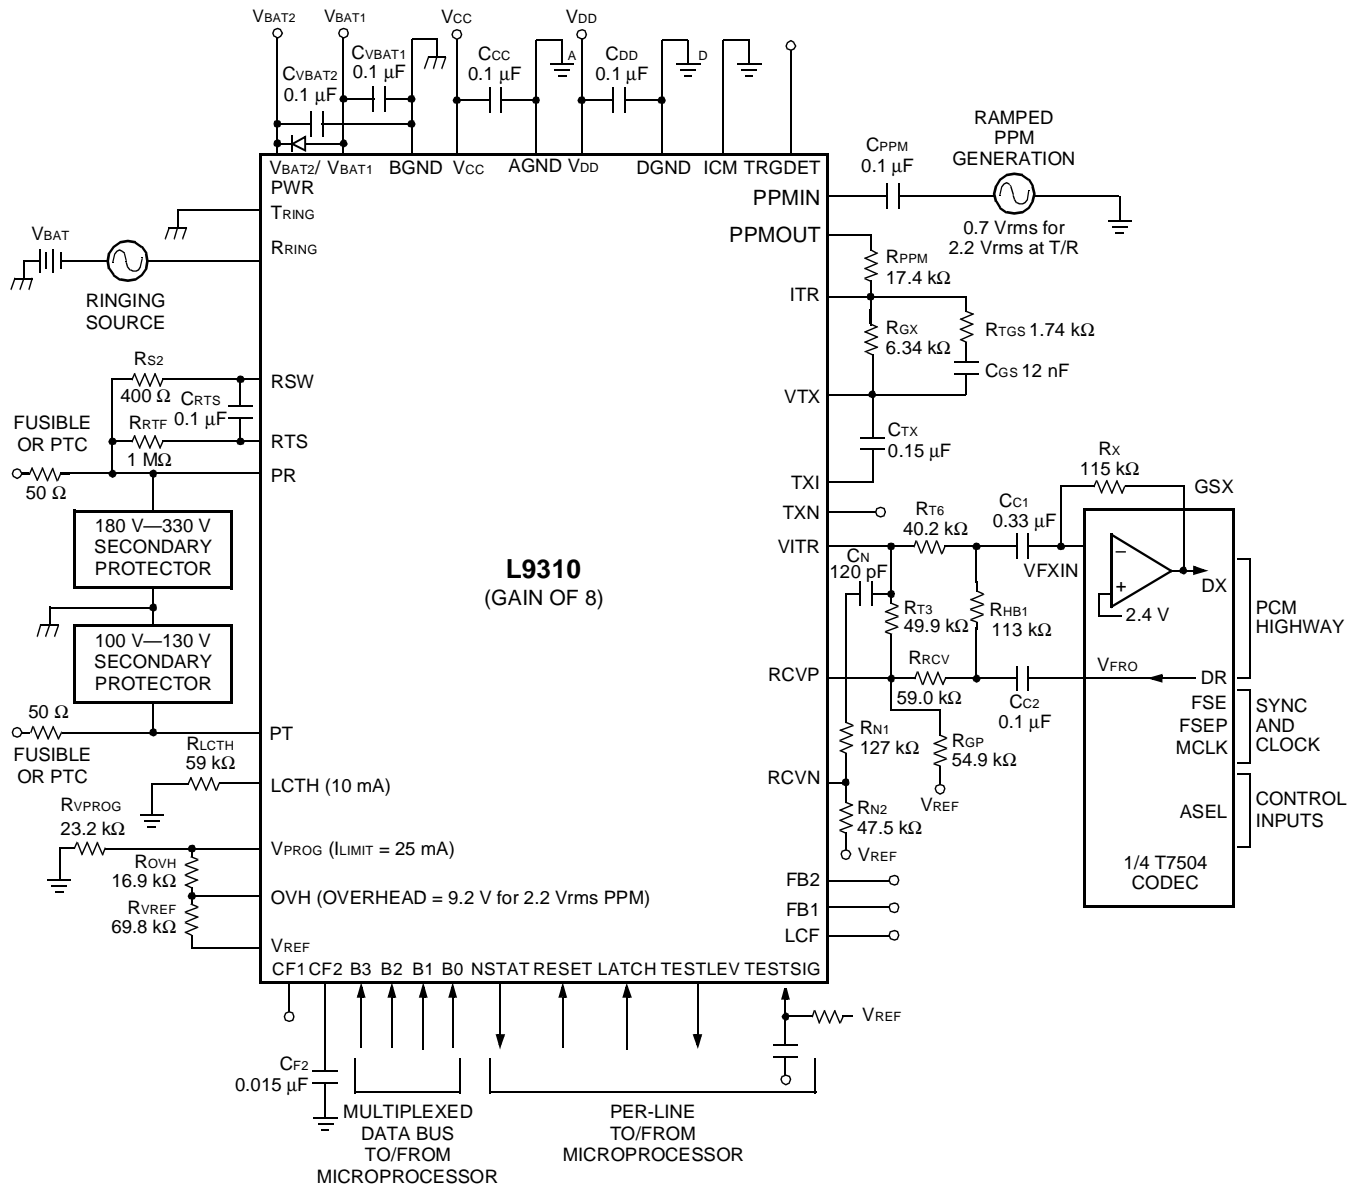 VBAT2
VBAT1
VCC
VDD
CVBAT1
0.1 μF
CVBAT2
0.1 μF
CCC
0.1 μF
A
CDD
0.1 μF
D
VBAT2/
PWR
VBAT1
BGND
VCC
AGND
VDD
DGND
ICM
TRGDET
CPPM
0.1 μF
RAMPED
PPM
GENERATION
0.7 Vrms for
2.2 Vrms at T/R
PPMIN
PPMOUT
TRING
RRING
VBAT
RINGING
SOURCE
RPPM
17.4 kΩ
ITR
RGX
6.34 kΩ
RTGS 1.74 kΩ
CGS 12 nF
VTX
CTX
0.15 μF
TXI
TXN
VITR
RS2
400 Ω
RSW
CRTS
0.1 μF
RRTF
1 MΩ
RTS
FUSIBLE
OR PTC
50 Ω
PR
180 V—330 V
SECONDARY
PROTECTOR
100 V—130 V
SECONDARY
PROTECTOR
50 Ω
FUSIBLE
OR PTC
PT
L9310
(GAIN OF 8)
RT6
40.2 kΩ
CC1
0.33 μF
RX
115 kΩ
GSX
VFXIN
−
+
2.4 V
DX
CN
120 pF
RT3
49.9 kΩ
RHB1
113 kΩ
PCM
HIGHWAY
RCVP
RRCV
59.0 kΩ
CC2
0.1 μF
VFRO
DR
FSE
FSEP
MCLK
SYNC
AND
CLOCK
RN1
127 kΩ
RGP
54.9 kΩ
VREF
RCVN
RN2
47.5 kΩ
VREF
ASEL
CONTROL
INPUTS
1/4 T7504
CODEC
RLCTH
59 kΩ
LCTH (10 mA)
RVPROG
23.2 kΩ
VPROG (ILIMIT = 25 mA)
ROVH
16.9 kΩ
OVH (OVERHEAD = 9.2 V for 2.2 Vrms PPM)
RVREF
69.8 kΩ
VREF
FB2
FB1
LCF
CF1
CF2
B3
B2
B1
B0
NSTAT
RESET
LATCH
TESTLEV
TESTSIG
VREF
CF2
0.015 μF
MULTIPLEXED
DATA BUS
TO/FROM
MICROPROCESSOR
PER-LINE
TO/FROM
MICROPROCESSOR